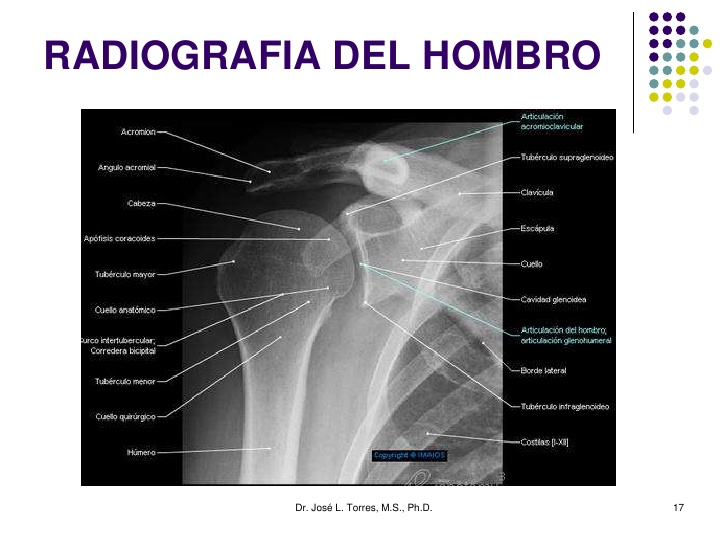 RADIOGRAFIA DEL HOMBRO
Acromion
Angulo acromial
Cabeza
Apófisis coracoides
Tubérculo mayor
Cuello anatómico
urco intertubercular;
Corredera bicipital
Tubérculo menor
Cuello quirúrgico
Húmero
Articulación
acromioclavicular
Tubérculo supraglenoideo
Clavícula
Escápula
Cuello
Cavidad glenoidea
Articulación del hombro;
articulación glenohumeral
Borde lateral
Tubérculo infraglenoideo
Costilas [I-XII]
Copyright © IMAIOS
Dr. José L. Torres, M.S., Ph.D.
17